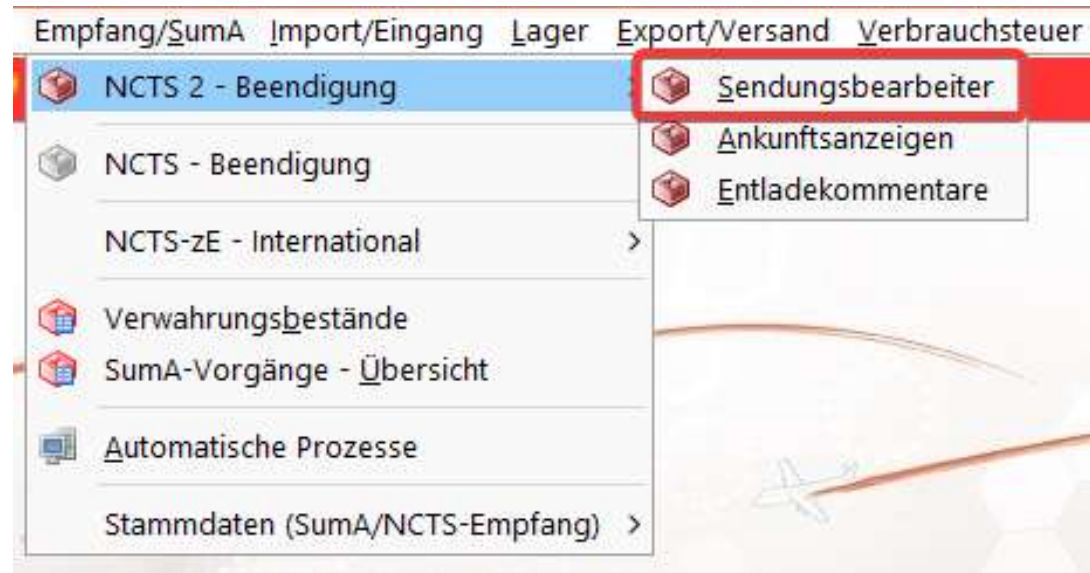 Empfang/SumA Import/Eingang Lager Export/Versand Verbrauchsteuer
NCTS 2 - Beendigung
Sendungsbearbeiter
Ankunftsanzeigen
NCTS - Beendigung
Entladekommentare
NCTS-zE - International
Verwahrungsbestände
SumA-Vorgänge - Übersicht
Automatische Prozesse
Stammdaten (SumA/NCTS-Empfang)